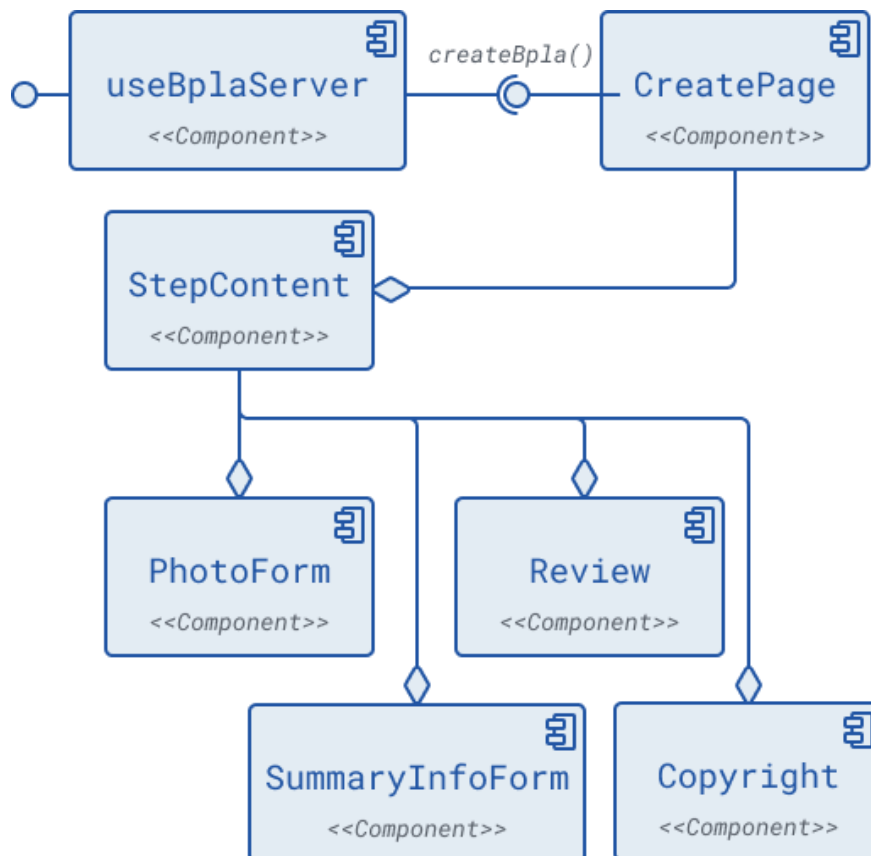 createBpla()
useBplaServer
<<Component>>
CreatePage
<<Component>>
StepContent
<<Component>>
PhotoForm
<<Component>>
Review
<<Component>>
SummaryInfoForm
<<Component>>
Copyright
<<Component>>